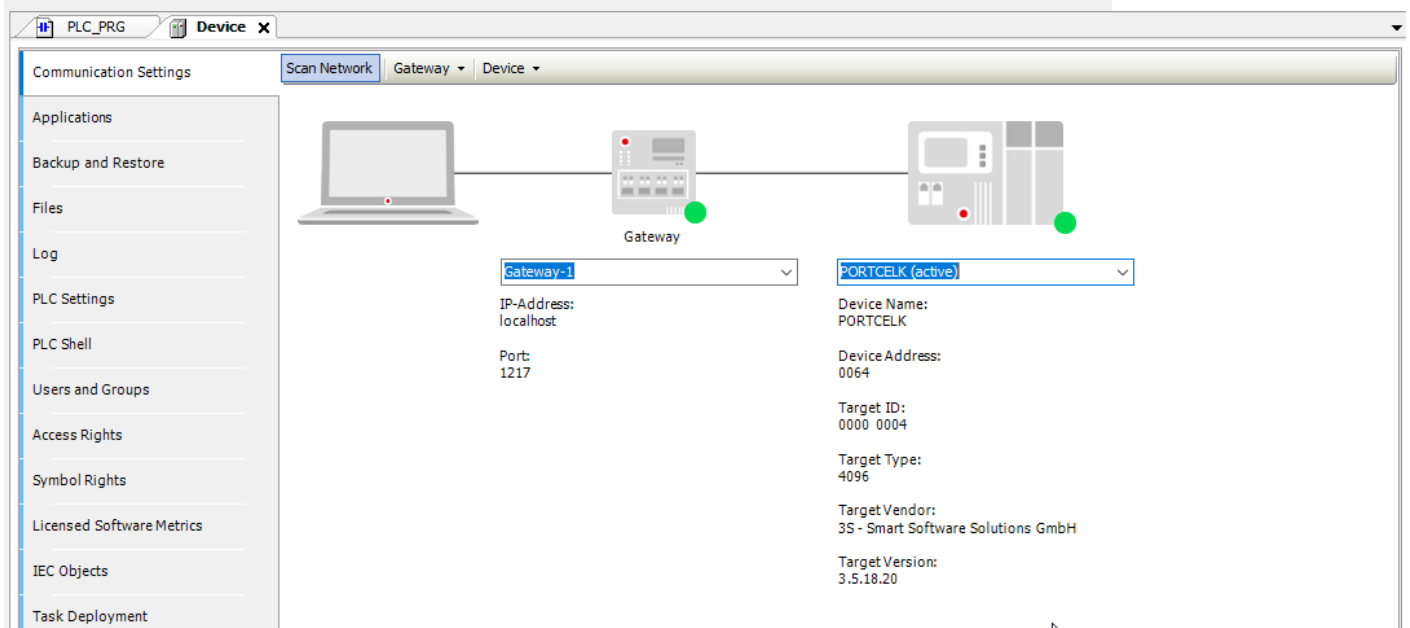 PLC_PRG
Device
Communication Settings
Scan Network
Gateway
Device
Applications
Backup and Restore
Files
Log
PLC Settings
PLC Shell
Users and Groups
Access Rights
Symbol Rights
Licensed Software Metrics
IEC Objects
Task Deployment
Gateway
Gateway-1
IP-Address:
localhost
Port:
1217
PORTCELK (active)
Device Name:
PORTCELK
Device Address:
0064
Target ID:
0000 0004
Target Type:
4096
Target Vendor:
3S - Smart Software Solutions GmbH
Target Version:
3.5.18.20